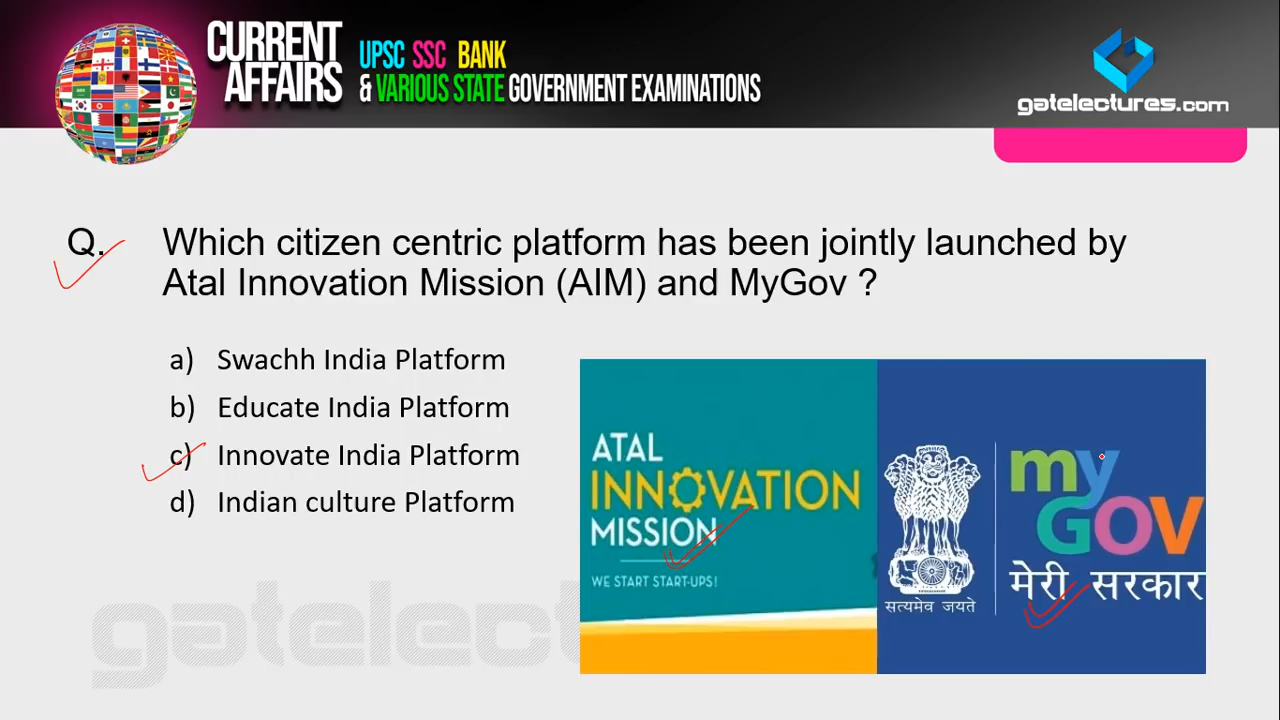 CURRENT
AFFAIRS
UPSC SSC BANK
& VARIOUS STATE GOVERNMENT EXAMINATIONS
gatelectures.com
Q. Which citizen centric platform has been jointly launched by
Atal Innovation Mission (AIM) and MyGov ?
a) Swachh India Platform
b) Educate India Platform
c) Innovate India Platform
d) Indian culture Platform
ATAL
INNOVATION
MISSION
WE START START-UPS!
सत्यमेव जयते
my
GOV
मेरी सरकार
gatelectu